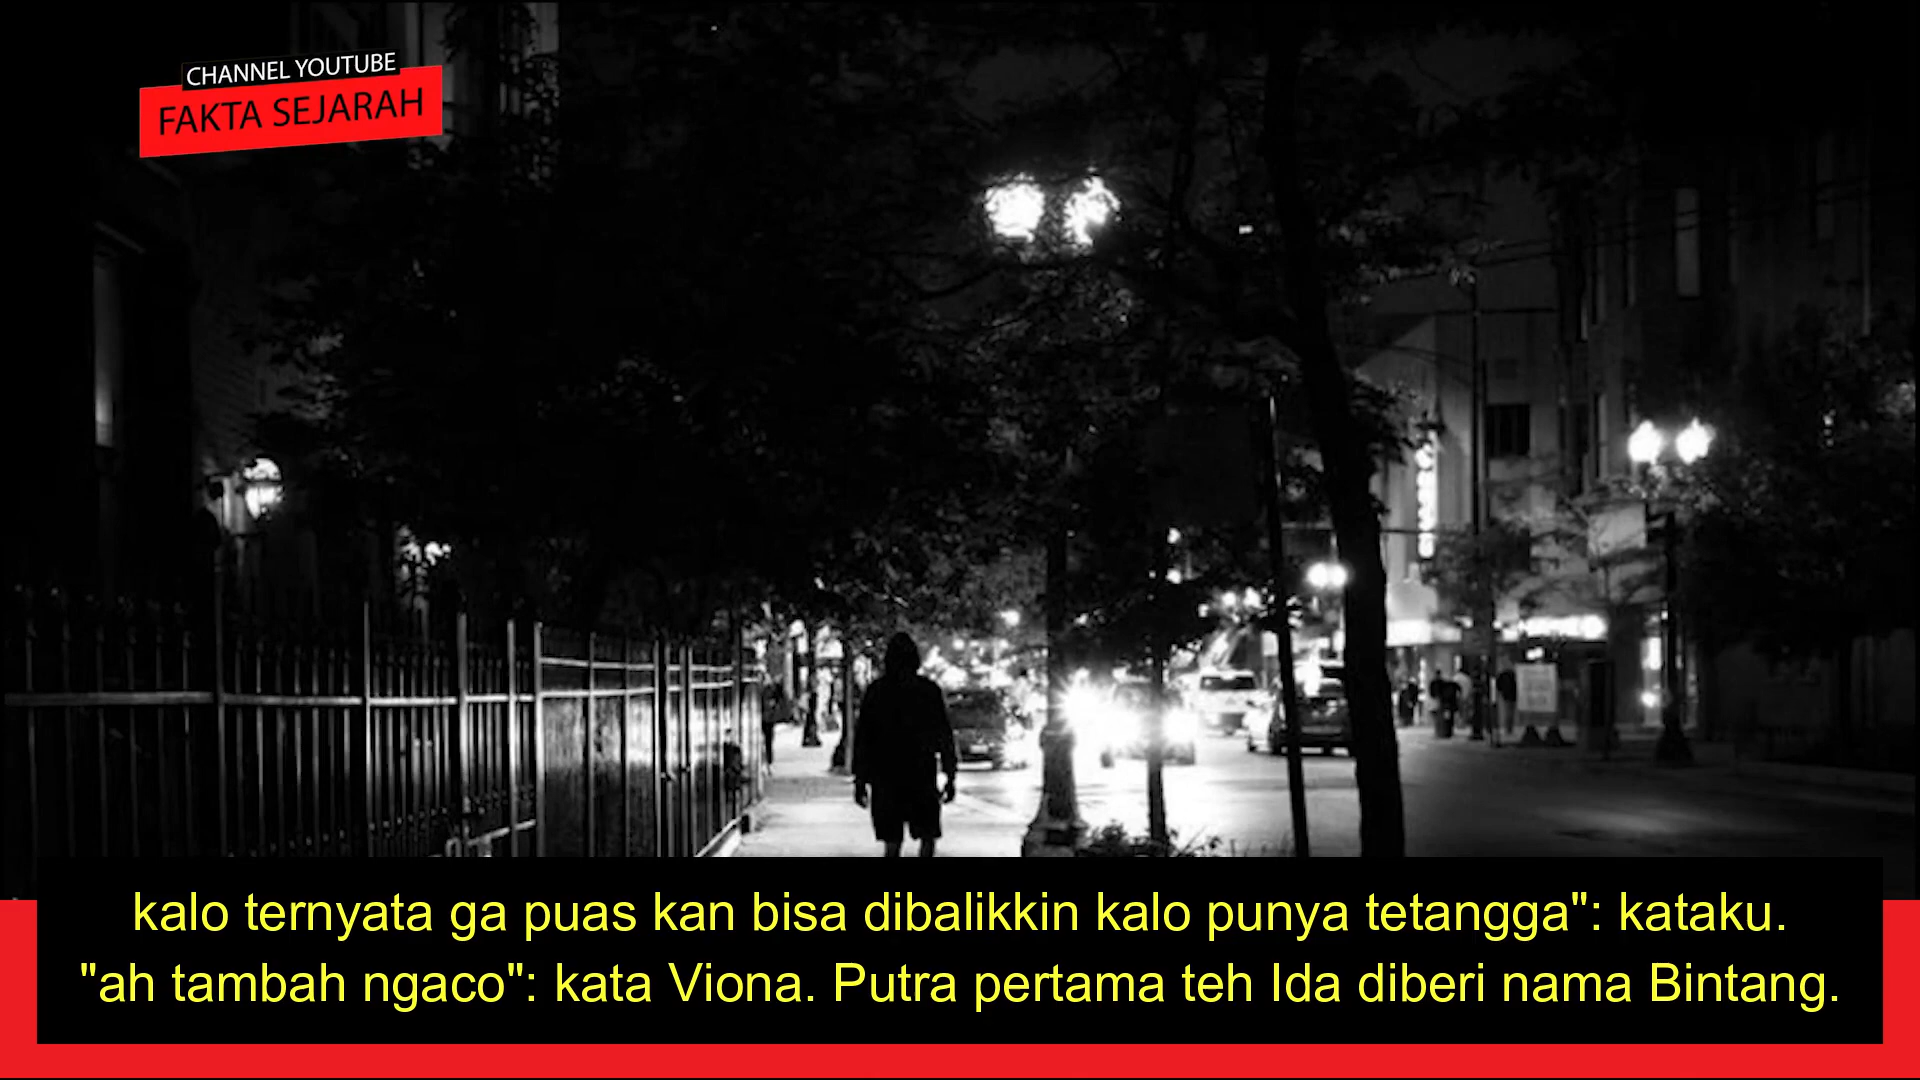 CHANNEL YOUTUBE
FAKTA SEJARAH
kalo ternyata ga puas kan bisa dibalikkin kalo punya tetangga": kataku.
"ah tambah ngaco": kata Viona. Putra pertama teh Ida diberi nama Bintang.